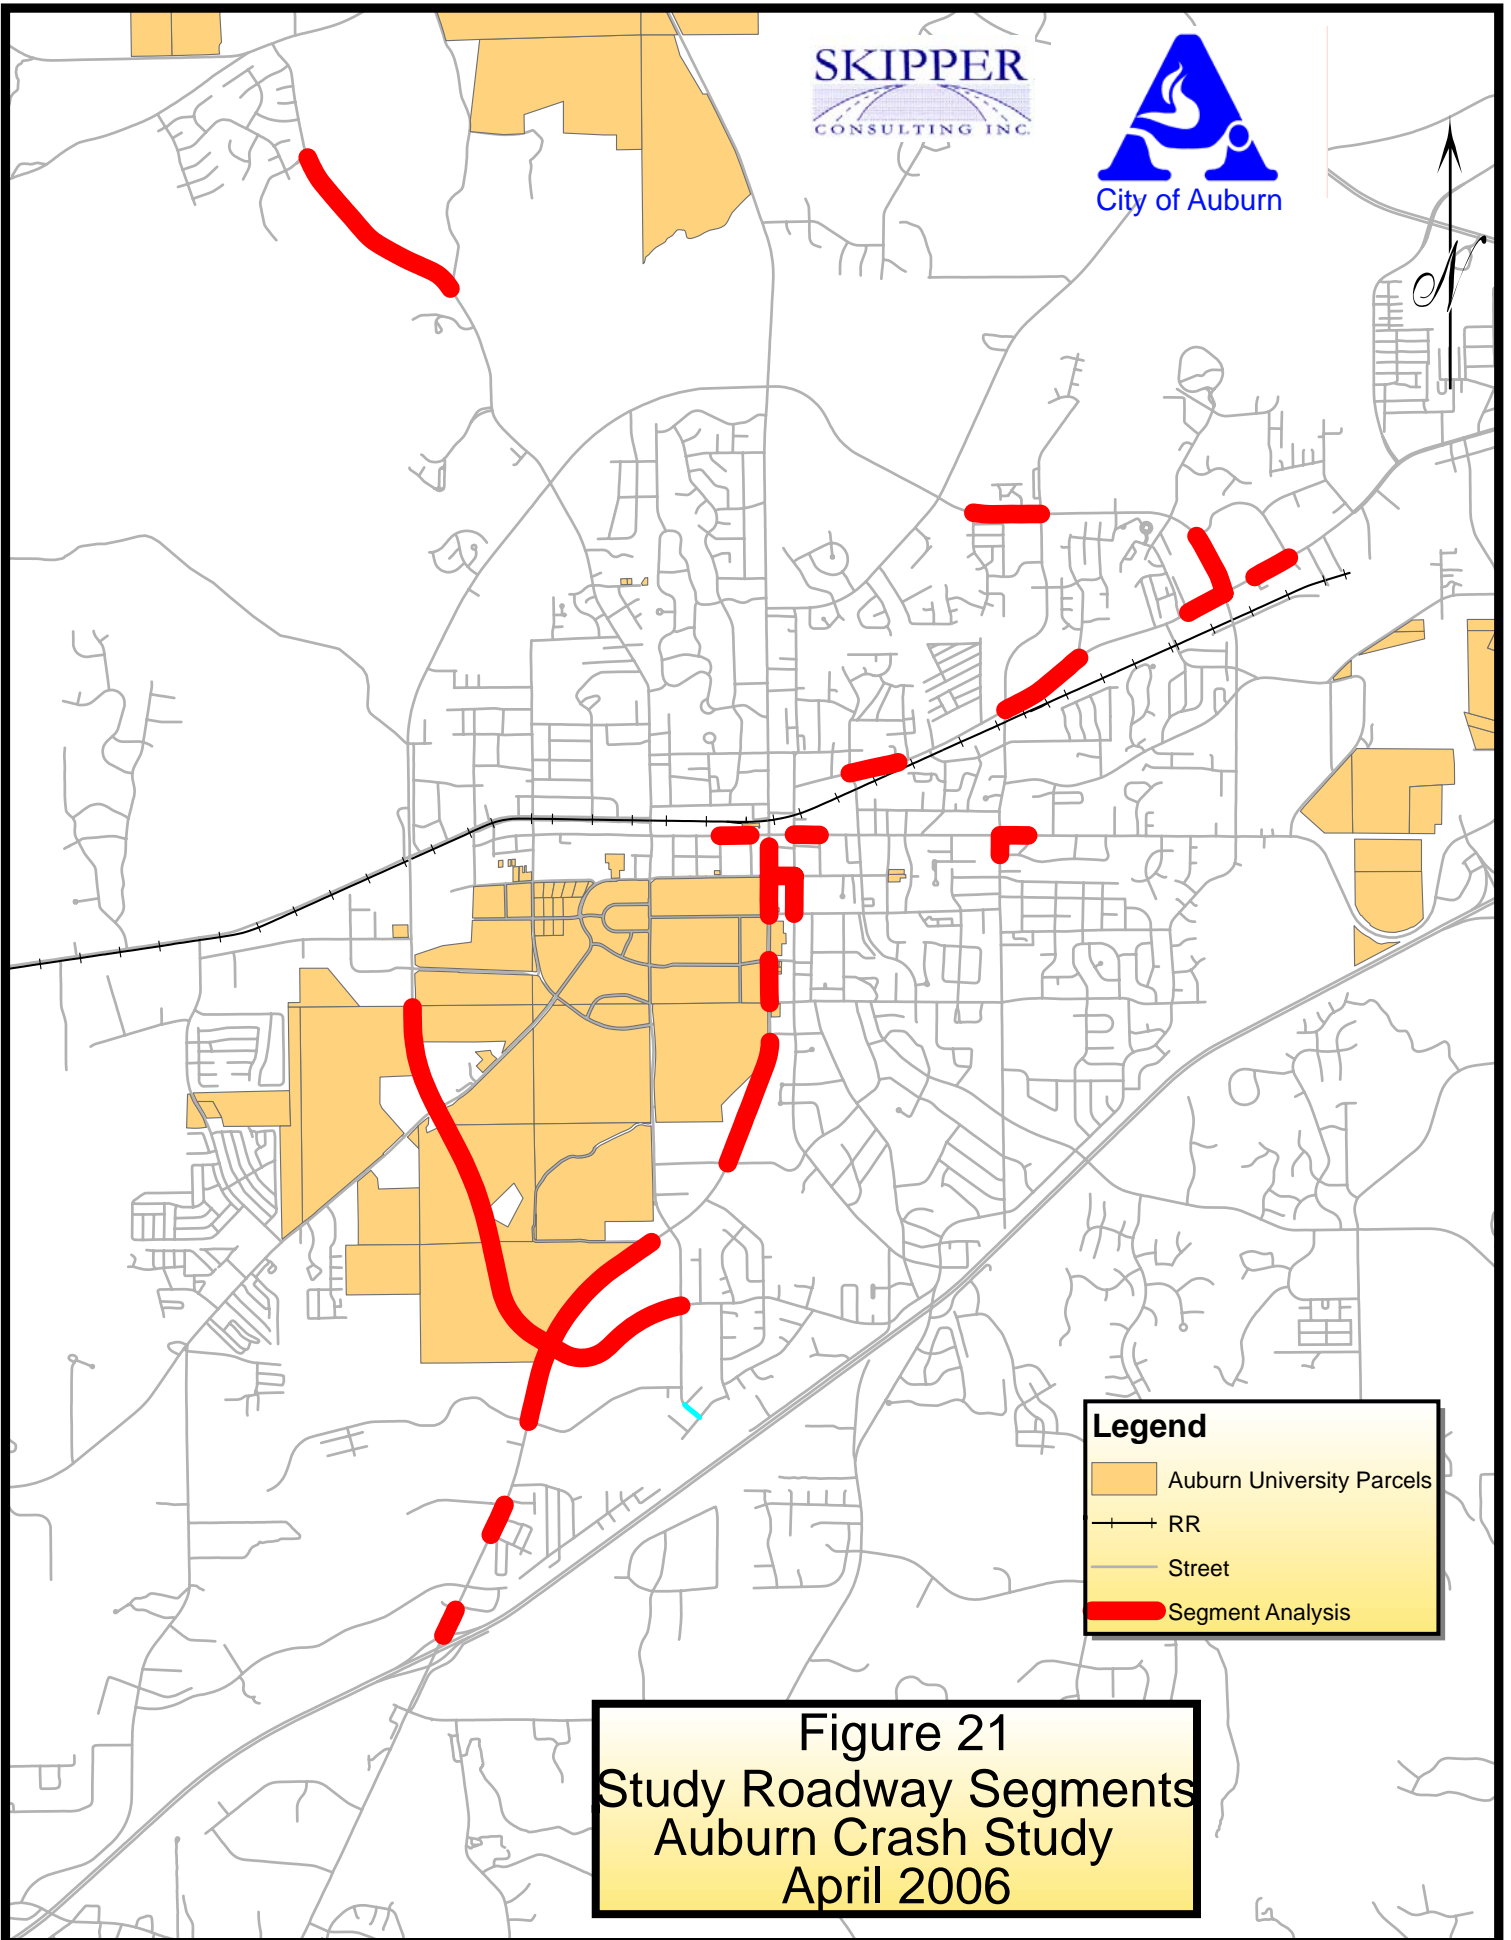 SKIPPER
CONSULTING INC.
City of Auburn
N
Legend
Auburn University Parcels
RR
Street
Segment Analysis
Figure 21
Study Roadway Segments
Auburn Crash Study
April 2006